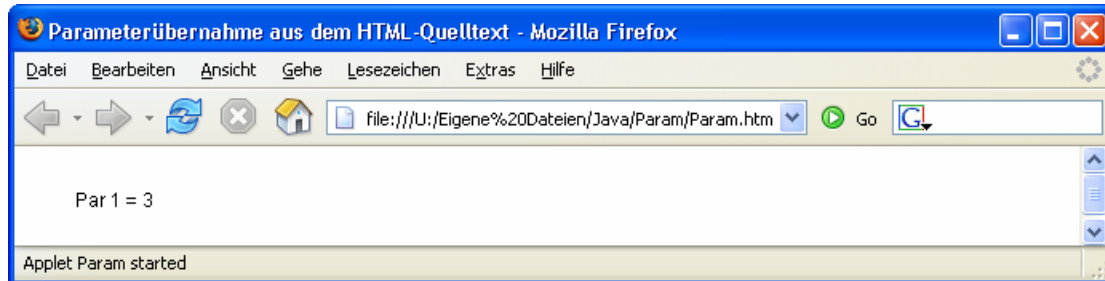 Parameterübernahme aus dem HTML-Quelltext - Mozilla Firefox
Datei Bearbeiten Ansicht Gehe Lesezeichen Extras Hilfe
file:///U:/Eigene%20Dateien/Java/Param/Param.htm Go G
Par 1 = 3
Applet Param started